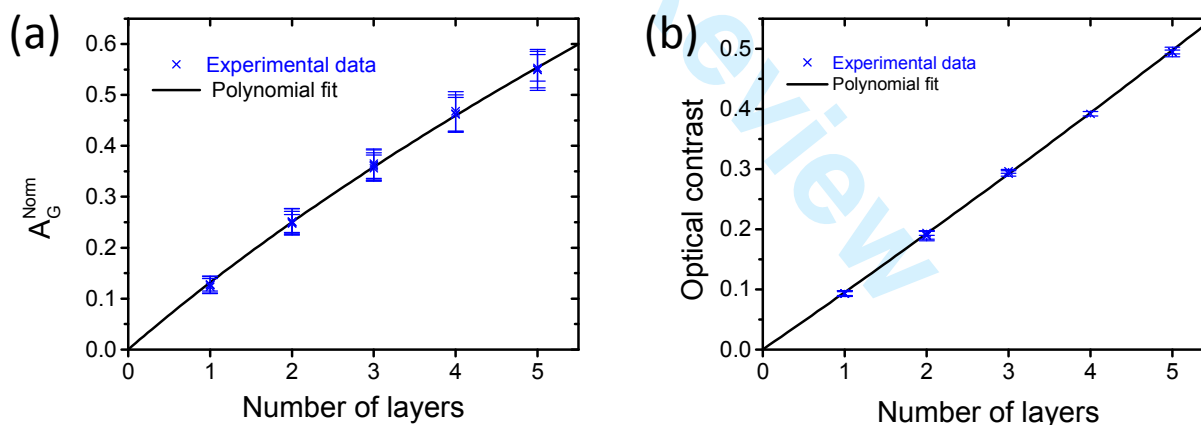 (a)
0.6
0.5
0.4
0.3
0.2
0.1
0.0
A_G^Norm
× Experimental data
Polynomial fit
0 1 2 3 4 5
Number of layers
(b)
0.5
0.4
0.3
0.2
0.1
0.0
Optical contrast
× Experimental data
Polynomial fit
0 1 2 3 4 5
Number of layers
eview